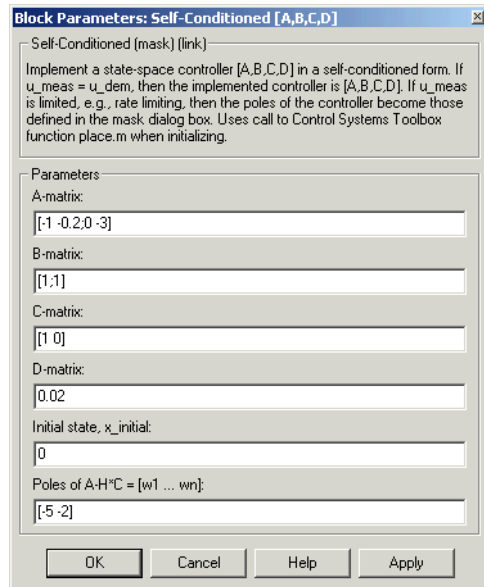 Block Parameters: Self-Conditioned [A,B,C,D]
Self-Conditioned (mask) (link)
Implement a state-space controller [A,B,C,D] in a self-conditioned form. If
u_meas = u_dem, then the implemented controller is [A,B,C,D]. If u_meas
is limited, e.g., rate limiting, then the poles of the controller become those
defined in the mask dialog box. Uses call to Control Systems Toolbox
function place.m when initializing.
Parameters
A-matrix:
[-1 -0.2;0 -3]
B-matrix:
[1;1]
C-matrix:
[1 0]
D-matrix:
0.02
Initial state, x_initial:
0
Poles of A-H*C = [w1 ... wn]:
[-5 -2]
OK Cancel Help Apply